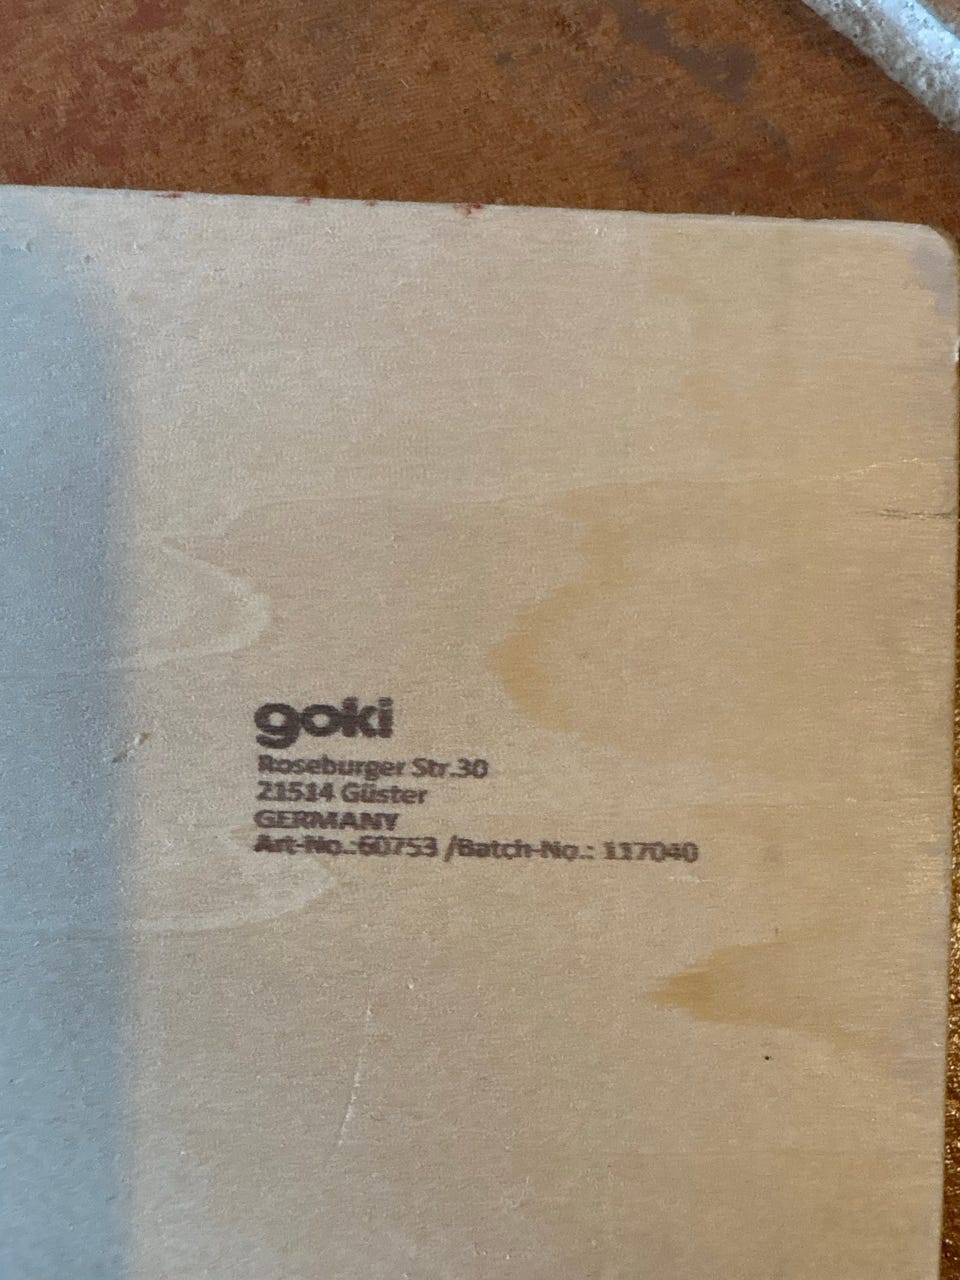 goki
Roseburger Str.30
21514 Güster
GERMANY
Art-No.:60753 /Batch-No.: 117040